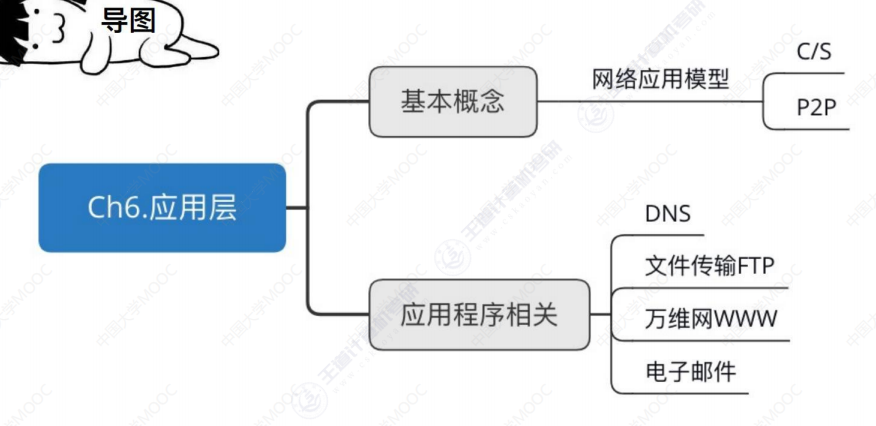 导图
Ch6.应用层
基本概念
网络应用模型
C/S
P2P
应用程序相关
DNS
文件传输FTP
万维网WWW
电子邮件
中国大学MOOC
王道计算机考研